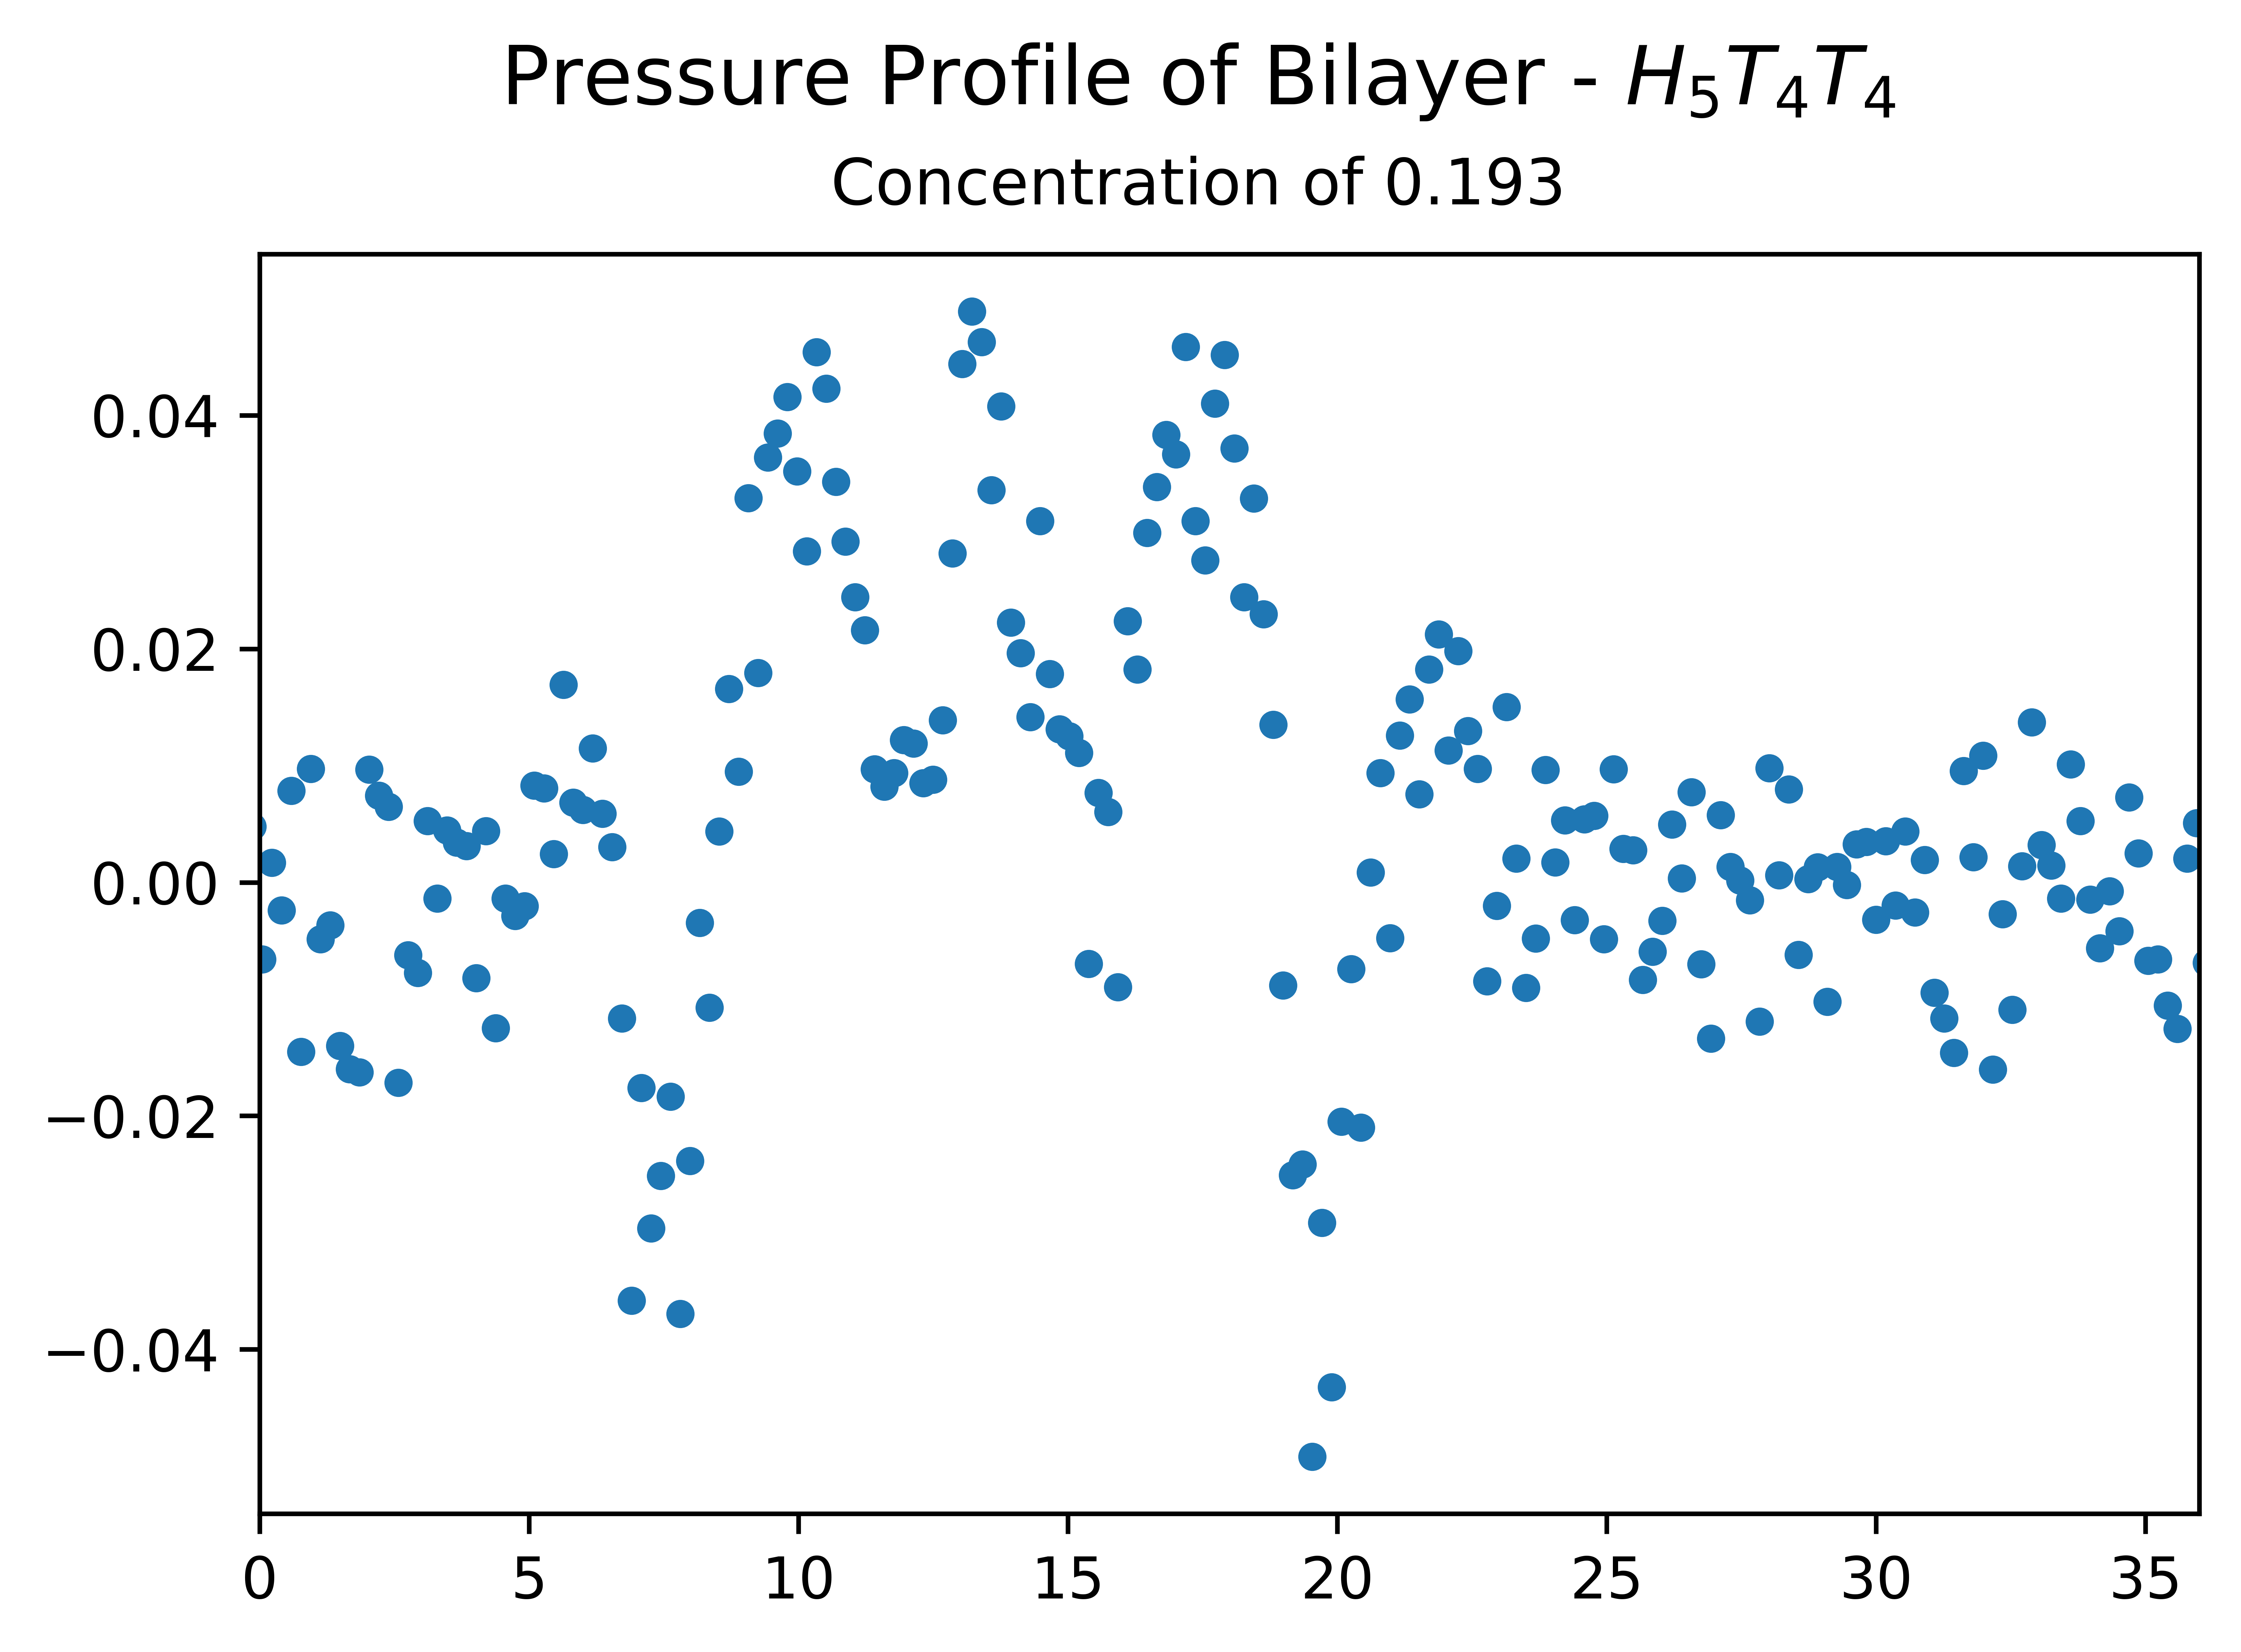 Pressure Profile of Bilayer - H₅T₄T₄
Concentration of 0.193
0.04
0.02
0.00
−0.02
−0.04
0 5 10 15 20 25 30 35